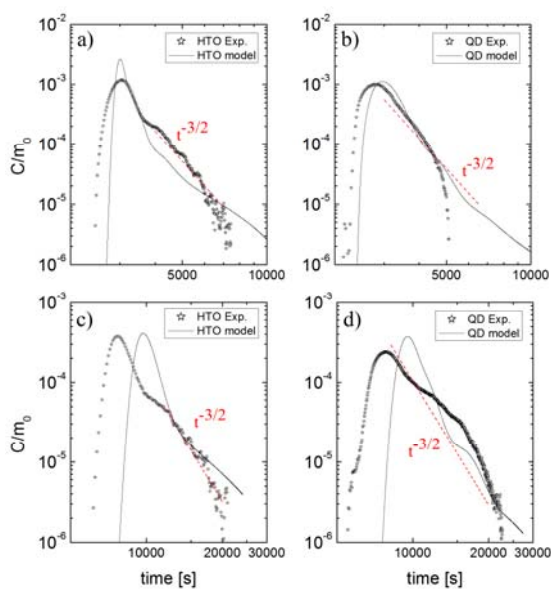 a)
HTO Exp.
HTO model
b)
QD Exp.
QD model
C/m0
10-2
10-3
10-4
10-5
10-6
t-3/2
5000
10000
10-2
10-3
10-4
10-5
10-6
t-3/2
5000
10000
c)
HTO Exp.
HTO model
d)
QD Exp.
QD model
C/m0
10-3
10-4
10-5
10-6
t-3/2
10000
20000
30000
10-3
10-4
10-5
10-6
t-3/2
10000
20000
30000
time [s]
time [s]